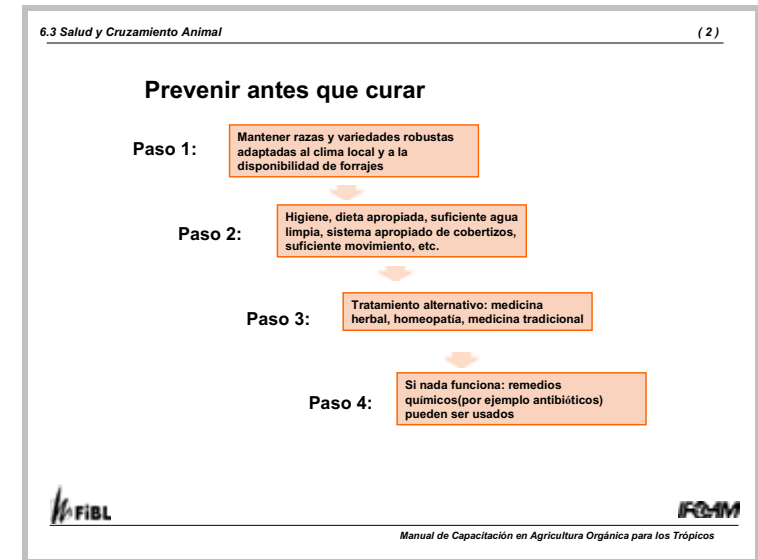 6.3 Salud y Cruzamiento Animal
( 2 )
Prevenir antes que curar
Paso 1:
Mantener razas y variedades robustas
adaptadas al clima local y a la
disponibilidad de forrajes
Paso 2:
Higiene, dieta apropiada, suficiente agua
limpia, sistema apropiado de cobertizos,
suficiente movimiento, etc.
Paso 3:
Tratamiento alternativo: medicina
herbal, homeopatía, medicina tradicional
Paso 4:
Si nada funciona: remedios
químicos(por ejemplo antibióticos)
pueden ser usados
FiBL
IFOAM
Manual de Capacitación en Agricultura Orgánica para los Trópicos